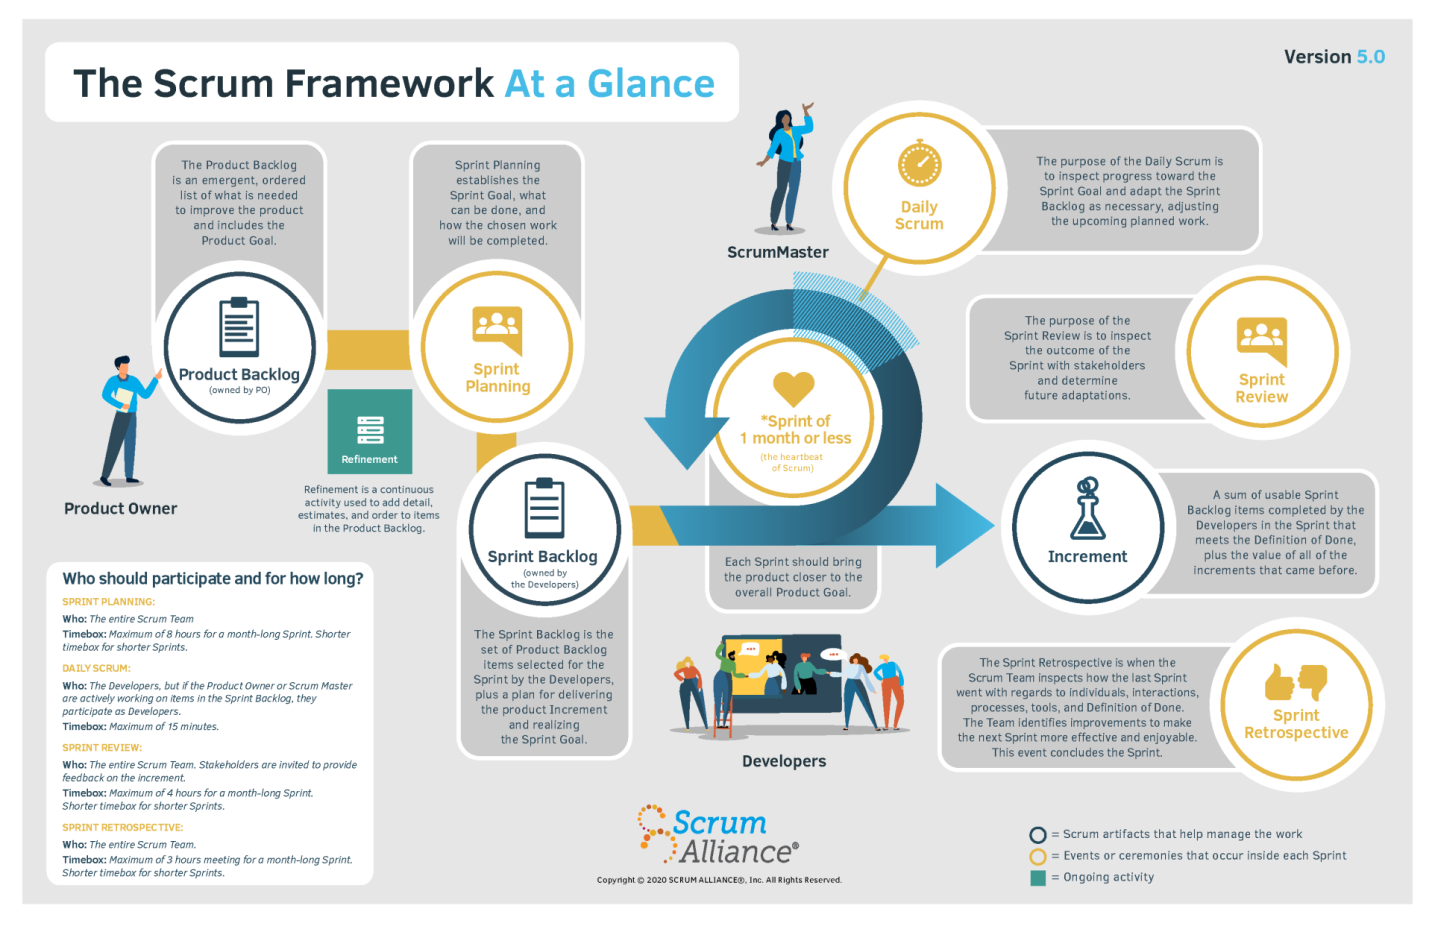 The Scrum Framework At a Glance
Version 5.0
The Product Backlog
is an emergent, ordered
list of what is needed
to improve the product
and includes the
Product Goal.
Product Backlog
(owned by PO)
Product Owner
Sprint Planning
establishes the
Sprint Goal, what
can be done, and
how the chosen work
will be completed.
Sprint
Planning
Refinement
Refinement is a continuous
activity used to add detail,
estimates, and order to items
in the Product Backlog.
Sprint Backlog
(owned by
the Developers)
The Sprint Backlog is the
set of Product Backlog
items selected for the
Sprint by the Developers,
plus a plan for delivering
the product Increment
and realizing
the Sprint Goal.
ScrumMaster
Daily
Scrum
The purpose of the Daily Scrum is
to inspect progress toward the
Sprint Goal and adapt the Sprint
Backlog as necessary, adjusting
the upcoming planned work.
*Sprint of
1 month or less
(the heartbeat
of Scrum)
Each Sprint should bring
the product closer to the
overall Product Goal.
The purpose of the
Sprint Review is to inspect
the outcome of the
Sprint with stakeholders
and determine
future adaptations.
Sprint
Review
Increment
A sum of usable Sprint
Backlog items completed by the
Developers in the Sprint that
meets the Definition of Done,
plus the value of all of the
increments that came before.
Developers
The Sprint Retrospective is when the
Scrum Team inspects how the last Sprint
went with regards to individuals, interactions,
processes, tools, and Definition of Done.
The Team identifies improvements to make
the next Sprint more effective and enjoyable.
This event concludes the Sprint.
Sprint
Retrospective
Who should participate and for how long?
SPRINT PLANNING:
Who: The entire Scrum Team
Timebox: Maximum of 8 hours for a month-long Sprint. Shorter
timebox for shorter Sprints.
DAILY SCRUM:
Who: The Developers, but if the Product Owner or Scrum Master
are actively working on items in the Sprint Backlog, they
participate as Developers.
Timebox: Maximum of 15 minutes.
SPRINT REVIEW:
Who: The entire Scrum Team. Stakeholders are invited to provide
feedback on the increment.
Timebox: Maximum of 4 hours for a month-long Sprint.
Shorter timebox for shorter Sprints.
SPRINT RETROSPECTIVE:
Who: The entire Scrum Team.
Timebox: Maximum of 3 hours meeting for a month-long Sprint.
Shorter timebox for shorter Sprints.
Scrum
Alliance®
Copyright © 2020 SCRUM ALLIANCE®, Inc. All Rights Reserved.
= Scrum artifacts that help manage the work
= Events or ceremonies that occur inside each Sprint
= Ongoing activity